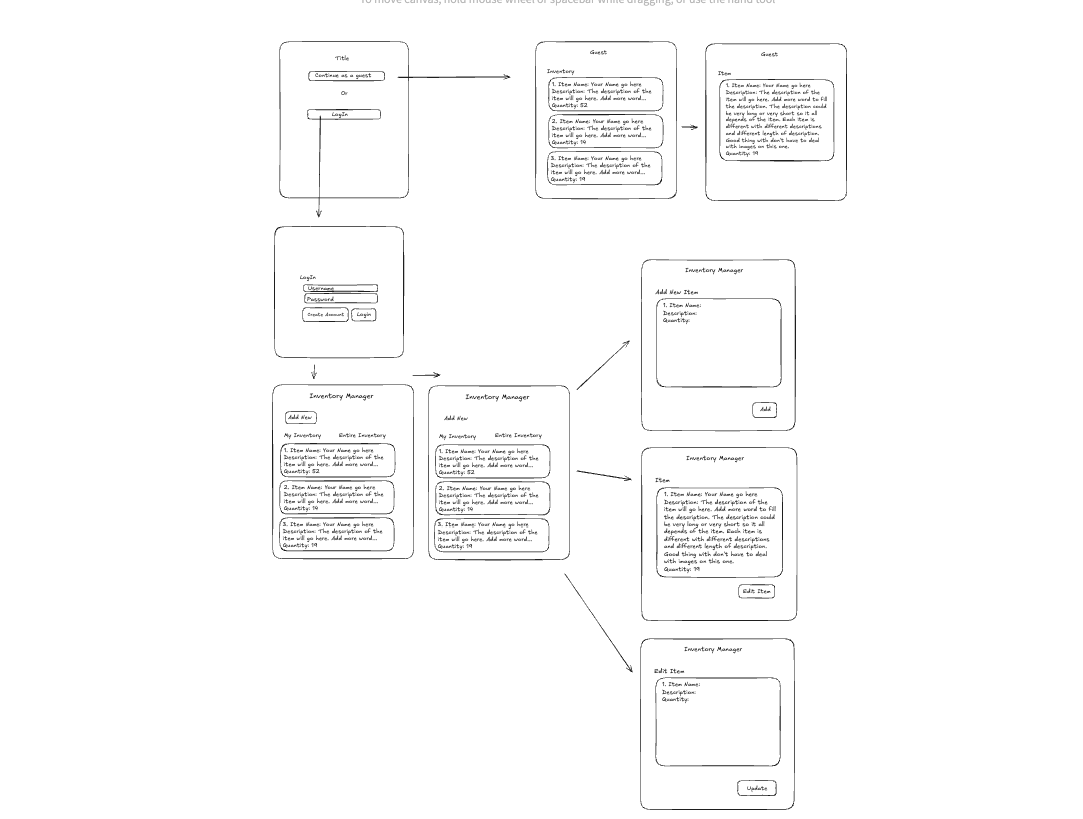 To move canvas, hold mouse wheel or spacebar while dragging, or use the hand tool
Title
Continue as a guest
Or
LogIn
Guest
Inventory
1. Item Name: Your Name go here
Description: The description of the
item will go here. Add more word...
Quantity: 52
2. Item Name: Your Name go here
Description: The description of the
item will go here. Add more word...
Quantity: 19
3. Item Name: Your Name go here
Description: The description of the
item will go here. Add more word...
Quantity: 19
Guest
Item
1. Item Name: Your Name go here
Description: The description of the
item will go here. Add more word to fill
the description. The description could
be very long or very short so it all
depends of the item. Each item is
different with different descriptions
and different length of description.
Good thing with don't have to deal
with images on this one.
Quantity: 19
LogIn
Username
Password
Create Account
Login
Inventory Manager
Add New
My Inventory
Entire Inventory
1. Item Name: Your Name go here
Description: The description of the
item will go here. Add more word...
Quantity: 52
2. Item Name: Your Name go here
Description: The description of the
item will go here. Add more word...
Quantity: 19
3. Item Name: Your Name go here
Description: The description of the
item will go here. Add more word...
Quantity: 19
Inventory Manager
Add New
My Inventory
Entire Inventory
1. Item Name: Your Name go here
Description: The description of the
item will go here. Add more word...
Quantity: 52
2. Item Name: Your Name go here
Description: The description of the
item will go here. Add more word...
Quantity: 19
3. Item Name: Your Name go here
Description: The description of the
item will go here. Add more word...
Quantity: 19
Inventory Manager
Add New Item
1. Item Name:
Description:
Quantity:
Add
Inventory Manager
Item
1. Item Name: Your Name go here
Description: The description of the
item will go here. Add more word to fill
the description. The description could
be very long or very short so it all
depends of the item. Each item is
different with different descriptions
and different length of description.
Good thing with don't have to deal
with images on this one.
Quantity: 19
Edit Item
Inventory Manager
Edit Item
1. Item Name:
Description:
Quantity:
Update